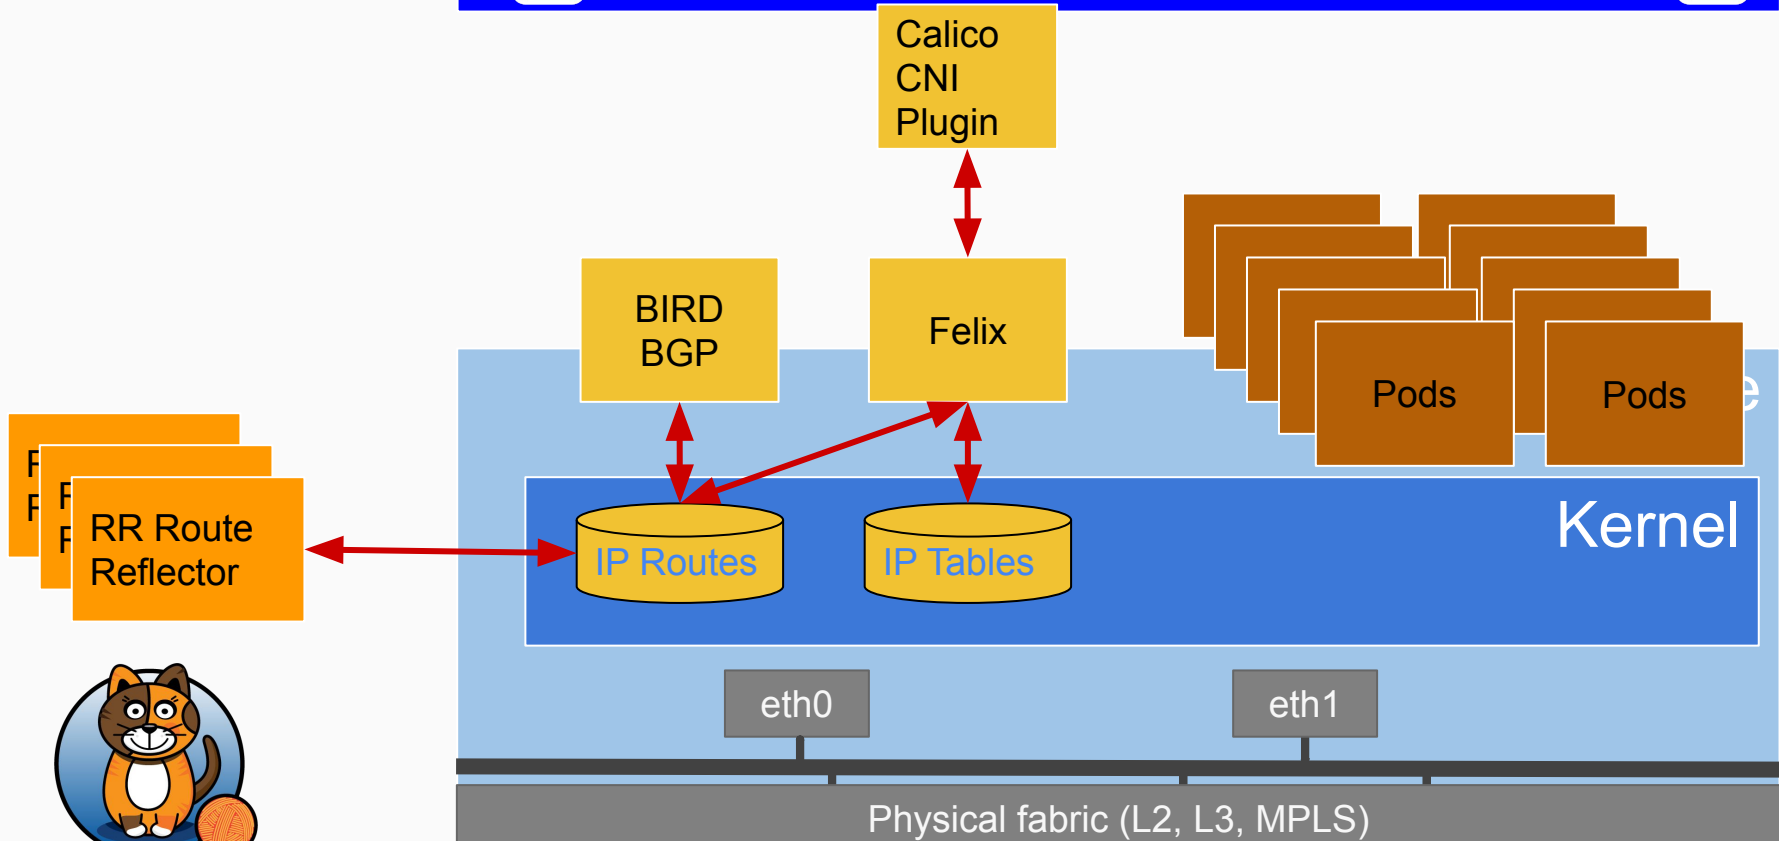 Calico
CNI
Plugin
BIRD
BGP
Felix
Pods
Pods
RR Route
Reflector
IP Routes
IP Tables
Kernel
eth0
eth1
Physical fabric (L2, L3, MPLS)